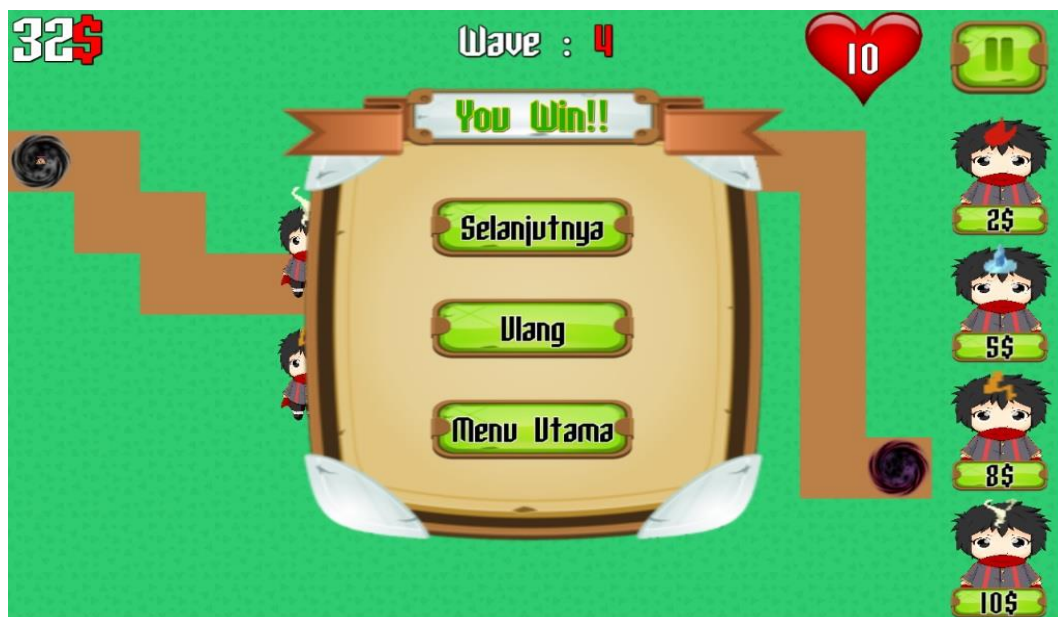 32$
Wave : 4
10
You Win!!
Selanjutnya
Ulang
Menu Utama
2$
5$
8$
10$